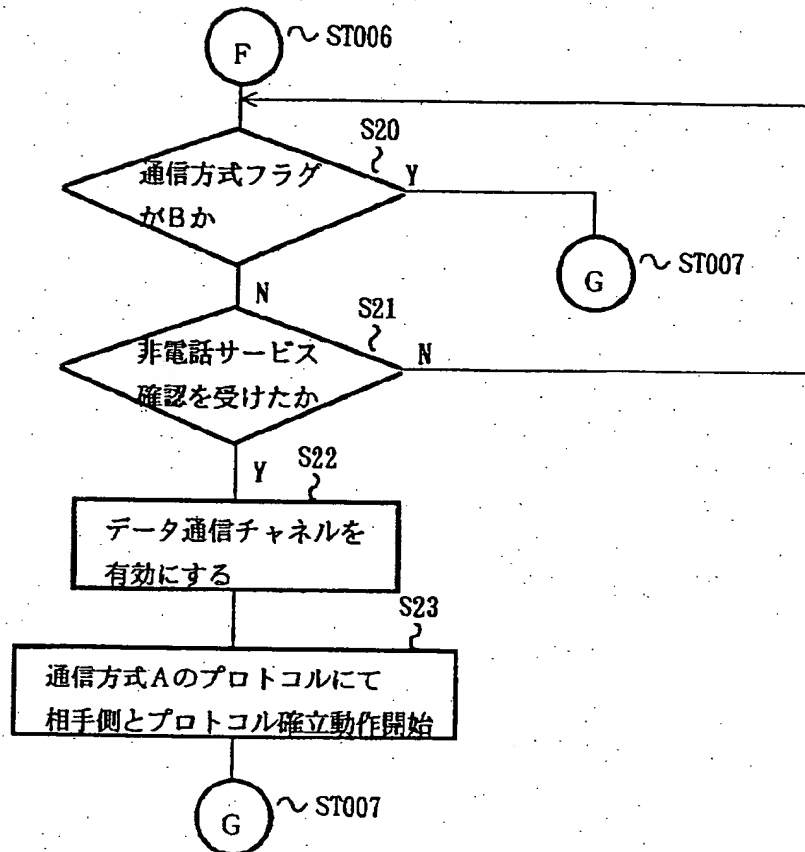 F
ST006
S20
通信方式フラグ
がBか
Y
G
ST007
N
S21
非電話サービス
確認を受けたか
N
Y
S22
データ通信チャネルを
有効にする
S23
通信方式Aのプロトコルにて
相手側とプロトコル確立動作開始
G
ST007